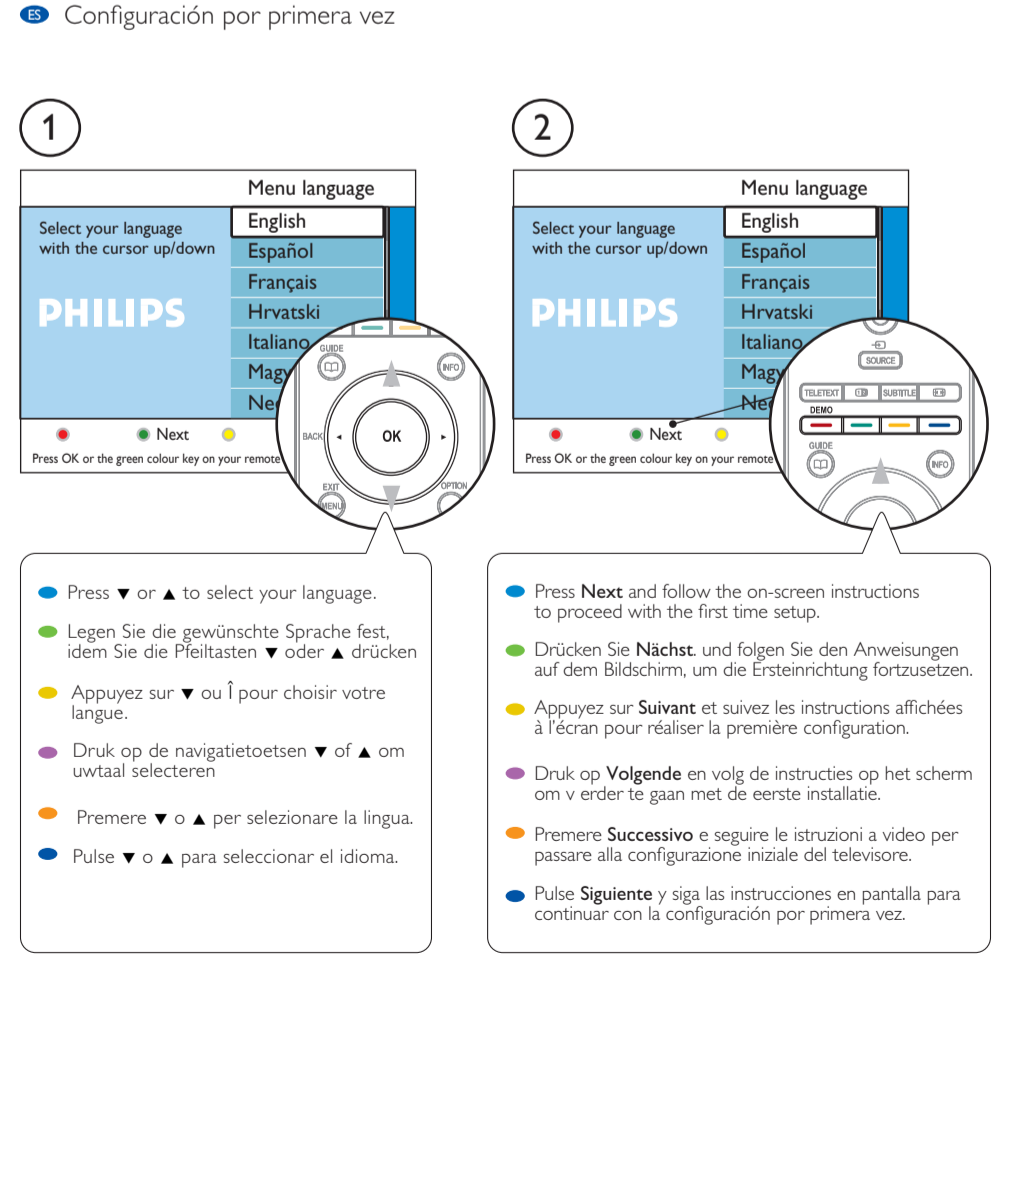 ES Configuración por primera vez
1
Menu language
Select your language
with the cursor up/down
English
Español
Français
Hrvatski
Italiano
PHILIPS
GUIDE
INFO
BACK
OK
EXIT
MENU
OPTION
Next
Press OK or the green colour key on your remote
Press ▼ or ▲ to select your language.
Legen Sie die gewünschte Sprache fest,
idem Sie die Pfeiltasten ▼ oder ▲ drücken
Appuyez sur ▼ ou Î pour choisir votre
langue.
Druk op de navigatietoetsen ▼ of ▲ om
uwtaal selecteren
Premere ▼ o ▲ per selezionare la lingua.
Pulse ▼ o ▲ para seleccionar el idioma.
2
Menu language
Select your language
with the cursor up/down
English
Español
Français
Hrvatski
Italiano
Magy
PHILIPS
SOURCE
TELETEXT
SUBTITLE
DEMO
GUIDE
INFO
Next
Press OK or the green colour key on your remote
Press Next and follow the on-screen instructions
to proceed with the first time setup.
Drücken Sie Nächst. und folgen Sie den Anweisungen
auf dem Bildschirm, um die Ersteinrichtung fortzusetzen.
Appuyez sur Suivant et suivez les instructions affichées
à l'écran pour réaliser la première configuration.
Druk op Volgende en volg de instructies op het scherm
om v erder te gaan met de eerste installatie.
Premere Successivo e seguire le istruzioni a video per
passare alla configurazione iniziale del televisore.
Pulse Siguiente y siga las instrucciones en pantalla para
continuar con la configuración por primera vez.